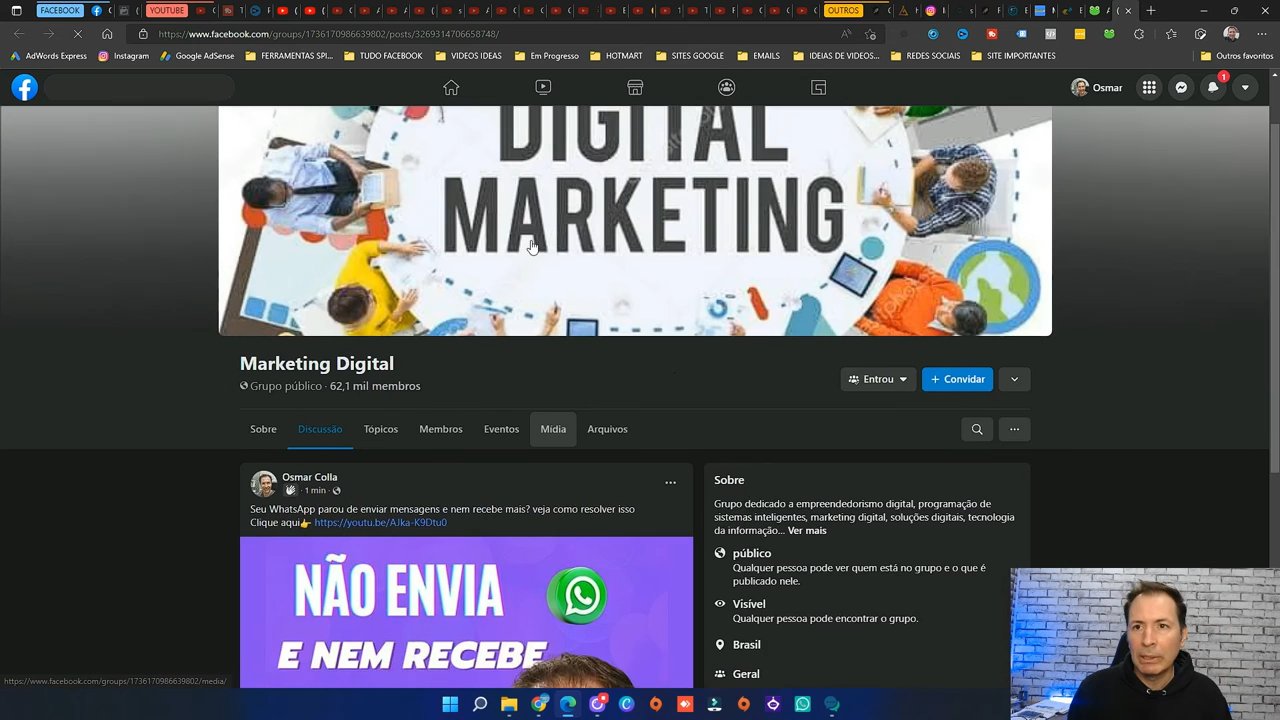 FACEBOOK
YOUTUBE
OUTROS
https://www.facebook.com/groups/1736170986639802/posts/3269314706658748/
AdWords Express
Instagram
Google AdSense
FERRAMENTAS SPI...
TUDO FACEBOOK
VIDEOS IDEAS
Em Progresso
HOTMART
SITES GOOGLE
EMAILS
IDEIAS DE VIDEOS...
REDES SOCIAIS
SITE IMPORTANTES
Outros favoritos
Osmar
1
DIGITAL
MARKETING
Marketing Digital
Grupo público · 62,1 mil membros
Entrou
+ Convidar
Sobre
Discussão
Tópicos
Membros
Eventos
Mídia
Arquivos
Osmar Colla
· 1 min ·
Seu WhatsApp parou de enviar mensagens e nem recebe mais? veja como resolver isso
Clique aqui👉 https://youtu.be/AJka-K9Dtu0
NÃO ENVIA
E NEM RECEBE
Sobre
Grupo dedicado a empreendedorismo digital, programação de
sistemas inteligentes, marketing digital, soluções digitais, tecnologia
da informação... Ver mais
público
Qualquer pessoa pode ver quem está no grupo e o que é
publicado nele.
Visível
Qualquer pessoa pode encontrar o grupo.
Brasil
Geral
https://www.facebook.com/groups/1736170986639802/media/